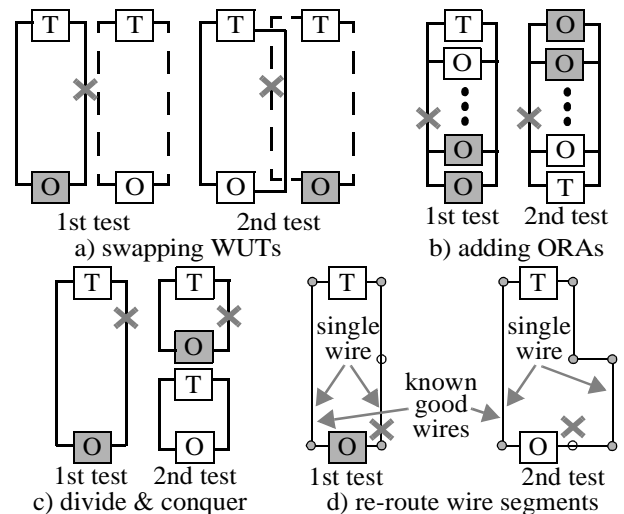 T T T T
O O O O
1st test 2nd test
a) swapping WUTs
T O
O O
O O
O T
1st test 2nd test
b) adding ORAs
T T
O
T
O O
1st test 2nd test
c) divide & conquer
T T
single wire
single wire
known good wires
O O
1st test 2nd test
d) re-route wire segments